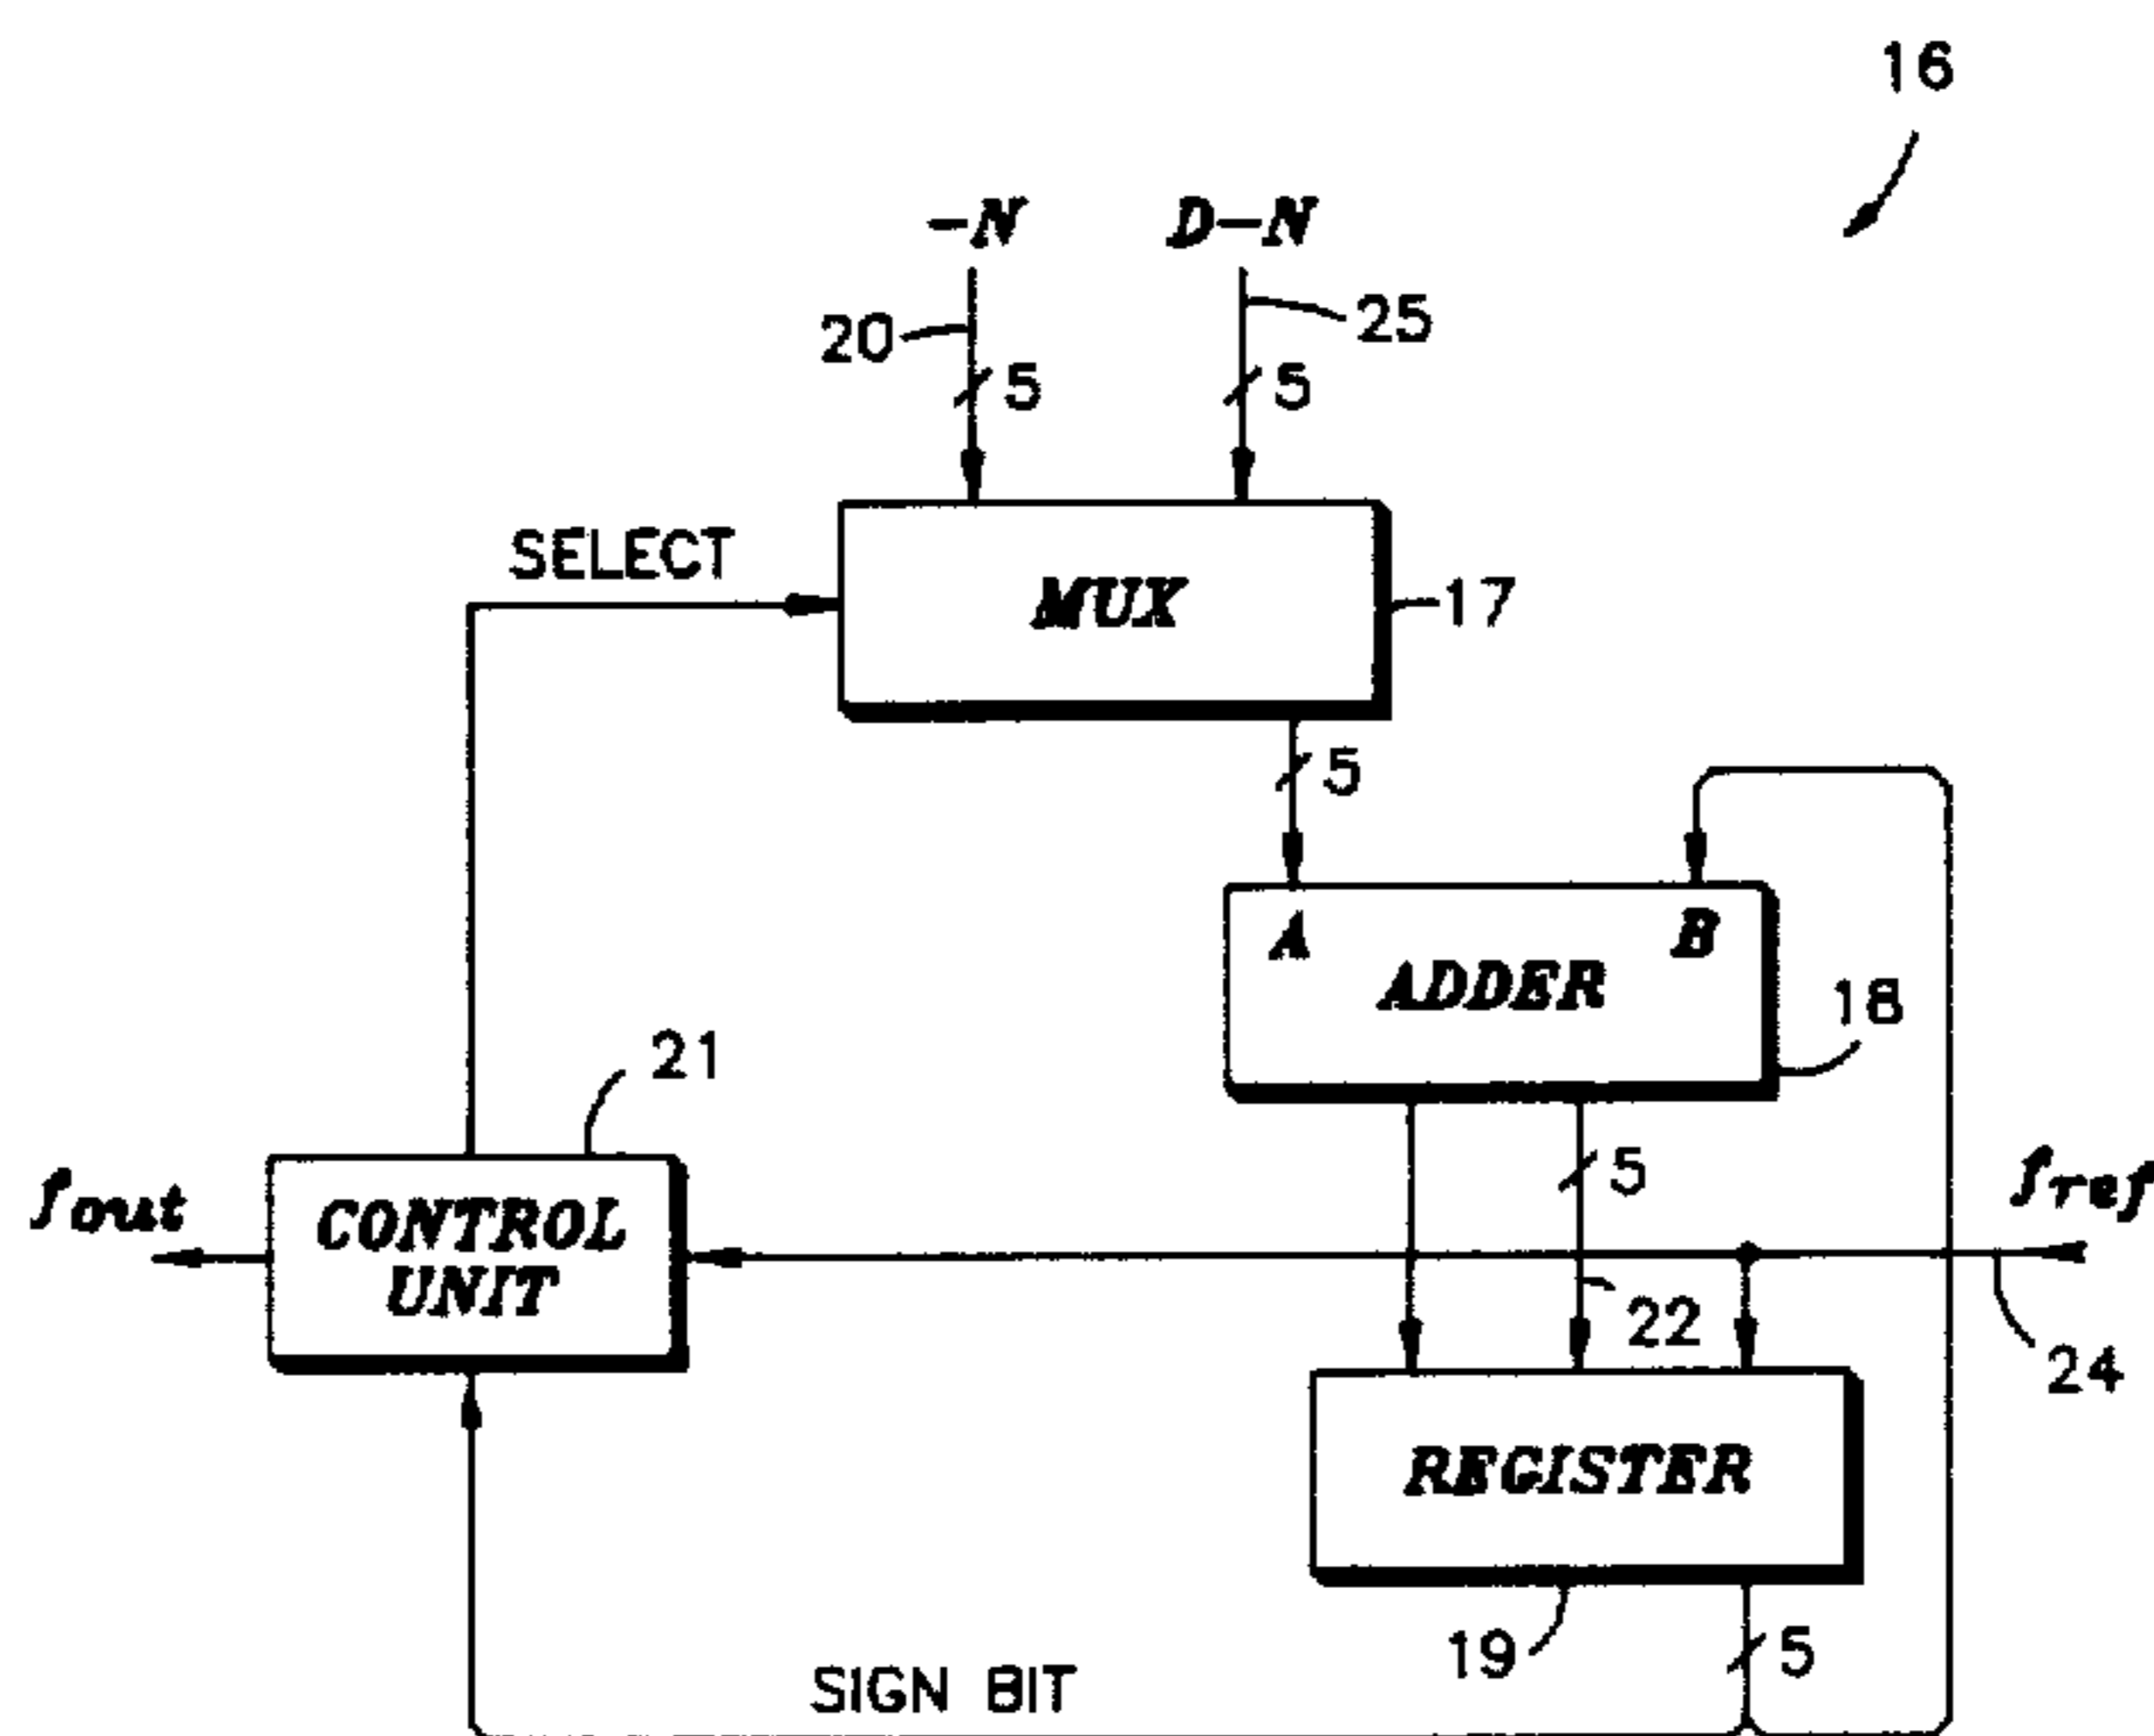 16
-N D-N
20 25
5 5
SELECT
MUX 17
5
A B
ADDER
18
21
5
fout fref
CONTROL
UNIT
22
24
REGISTER
19 5
SIGN BIT